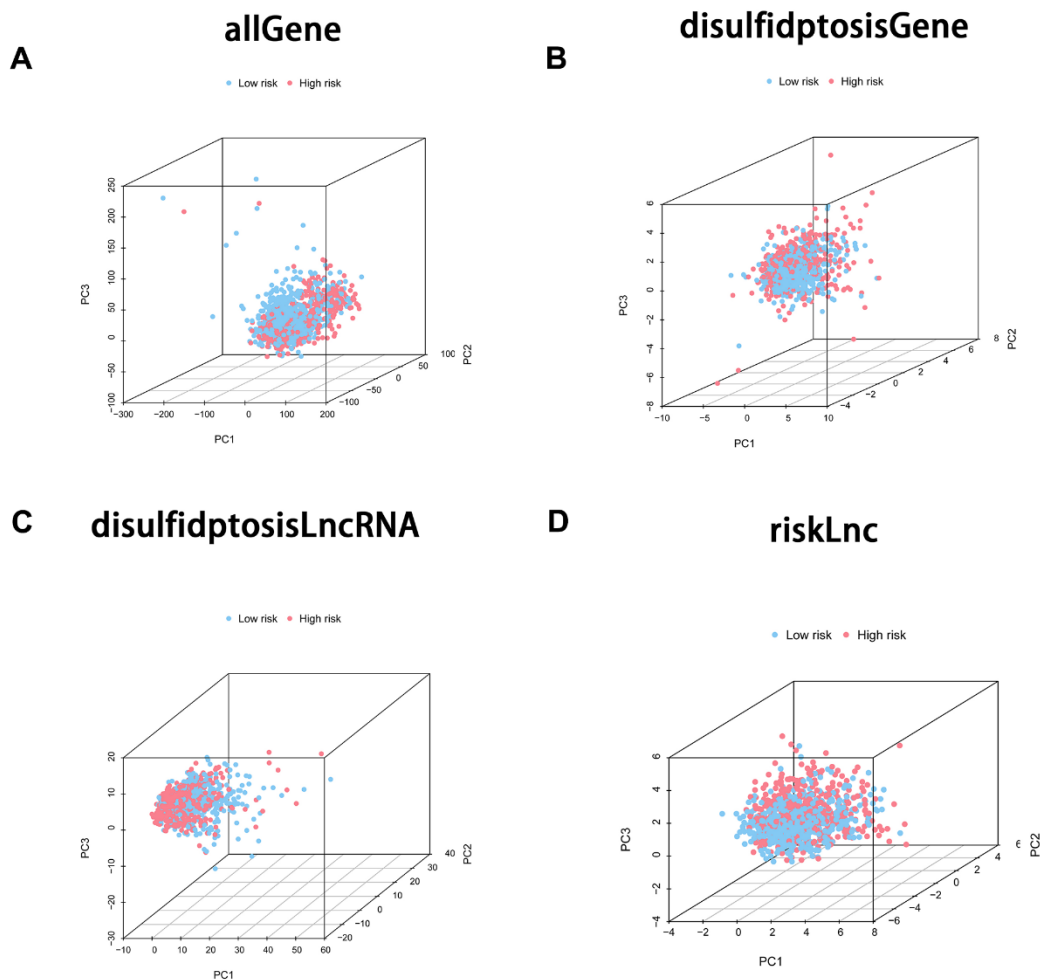 A
allGene
Low risk High risk
PC3
250
200
150
100
50
0
−50
−100
−300 −200 0 100 200
PC1
−100
−50
0
50
100
PC2
B
disulfidptosisGene
Low risk High risk
PC3
6
4
2
0
−2
−4
−6
−8
−10 −5 0 5 10
PC1
−4
−2
0
2
4
6
8
PC2
C
disulfidptosisLncRNA
Low risk High risk
PC3
20
10
0
−10
−20
−30
−10 0 10 20 30 40 50 60
PC1
−20
−10
0
10
20
30
40
PC2
D
riskLnc
Low risk High risk
PC3
6
4
2
0
−2
−4
−4 −2 0 2 4 6 8
PC1
−6
−4
−2
0
2
4
6
PC2